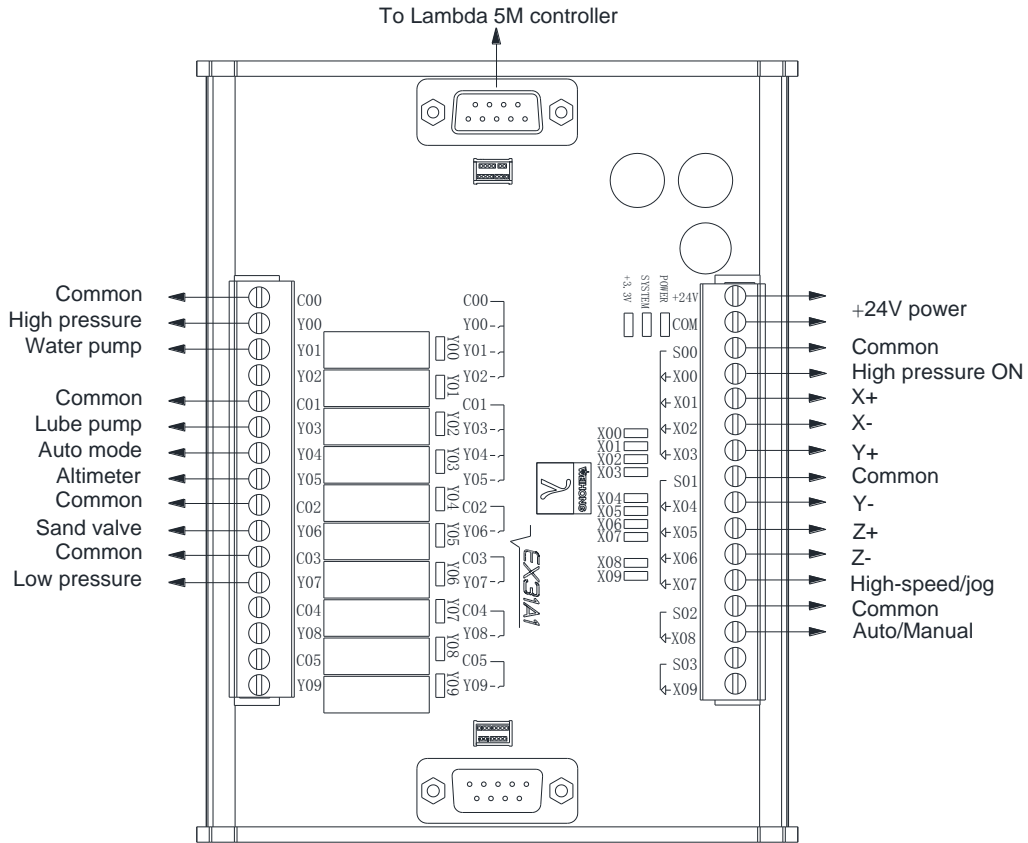 To Lambda 5M controller
Common
High pressure
Water pump
Common
Lube pump
Auto mode
Altimeter
Common
Sand valve
Common
Low pressure
C00
Y00
Y01
Y02
C01
Y03
Y04
Y05
C02
Y06
C03
Y07
C04
Y08
C05
Y09
Y00
Y01
Y02
Y03
Y04
Y05
Y06
Y07
Y08
Y09
C00
Y00
Y01
Y02
C01
Y03
Y04
Y05
C02
Y06
C03
Y07
C04
Y08
C05
Y09
WEIHONG
λ
EX31A1
X00
X01
X02
X03
X04
X05
X06
X07
X08
X09
+3.3V
SYSTEM
POWER
+24V
COM
S00
X00
X01
X02
X03
S01
X04
X05
X06
X07
S02
X08
S03
X09
+24V power
Common
High pressure ON
X+
X-
Y+
Common
Y-
Z+
Z-
High-speed/jog
Common
Auto/Manual